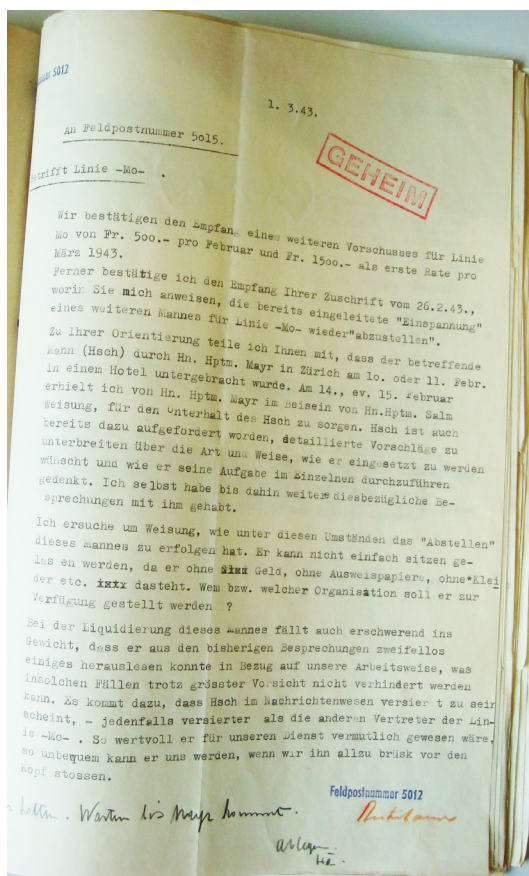 5012
1. 3.43.
An Feldpostnummer 5015.
GEHEIM
Betrifft Linie -Mo- .
Wir bestätigen den Empfang eines weiteren Vorschusses für Linie
Mo von Fr. 500.- pro Februar und Fr. 1500.- als erste Rate pro
März 1943.
Ferner bestätige ich den Empfang Ihrer Zuschrift vom 26.2.43.,
worin Sie mich anweisen, die bereits eingeleitete "Einspannung"
eines weiteren Mannes für Linie -Mo- wieder"abzustellen".
Zu Ihrer Orientierung teile ich Ihnen mit, dass der betreffende
Mann (Hsch) durch Hn. Hptm. Mayr in Zürich am 10. oder 11. Febr.
in einem Hotel untergebracht wurde. Am 14., ev. 15. Februar
erhielt ich von Hn. Hptm. Mayr im Beisein von Hn.Hptm. Salm
Weisung, für den Unterhalt des Hsch zu sorgen. Hsch ist auch
bereits dazu aufgefordert worden, detaillierte Vorschläge zu
unterbreiten über die Art und Weise, wie er eingesetzt zu werden
wünscht und wie er seine Aufgabe im Einzelnen durchzuführen
gedenkt. Ich selbst habe bis dahin weitere diesbezügliche Be-
sprechungen mit ihm gehabt.
Ich ersuche um Weisung, wie unter diesen Umständen das "Abstellen"
dieses Mannes zu erfolgen hat. Er kann nicht einfach sitzen ge-
las en werden, da er ohne Geld, ohne Ausweispapiere, ohne Klei
der etc. dasteht. Wem bzw. welcher Organisation soll er zur
Verfügung gestellt werden ?
Bei der Liquidierung dieses Mannes fällt auch erschwerend ins
Gewicht, dass er aus den bisherigen Besprechungen zweifellos
einiges herauslesen konnte in Bezug auf unsere Arbeitsweise, was
insolchen Fällen trotz grösster Vorsicht nicht verhindert werden
kann. Es kommt dazu, dass Hsch im Nachrichtenwesen versier t zu sein
scheint, - jedenfalls versierter als die anderen Vertreter der Lin-
ie -Mo- . So wertvoll er für unseren Dienst vermutlich gewesen wäre,
so unbequem kann er uns werden, wenn wir ihn allzu brüsk vor den
Kopf stossen.
Feldpostnummer 5012
Warten bis Mayr kommt.
ablegen